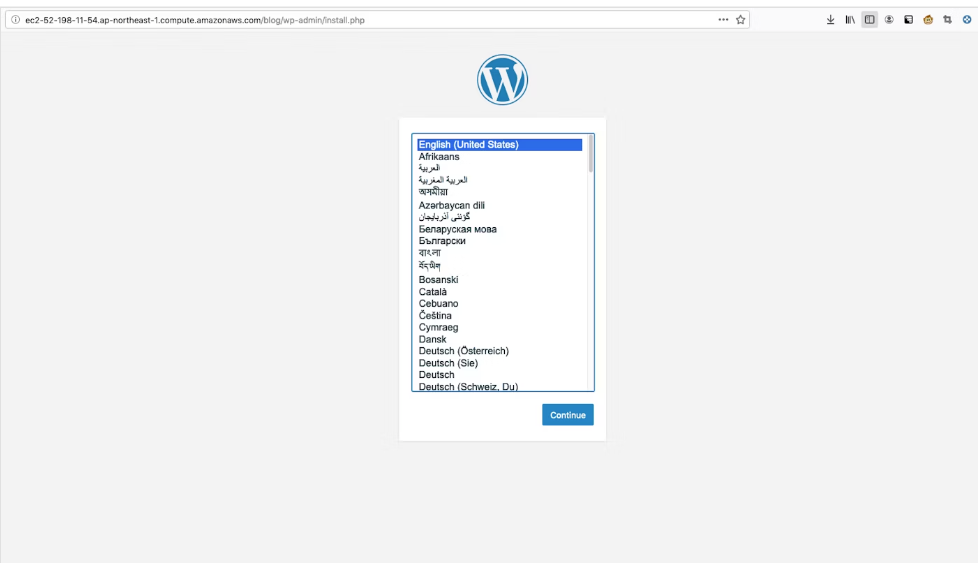 ec2-52-198-11-54.ap-northeast-1.compute.amazonaws.com/blog/wp-admin/install.php
English (United States)
Afrikaans
العربية
العربية المغربية
অসমীয়া
Azərbaycan dili
گؤنئی آذربایجان
Беларуская мова
Български
বাংলা
བོད་ཡིག
Bosanski
Català
Cebuano
Čeština
Cymraeg
Dansk
Deutsch (Österreich)
Deutsch (Sie)
Deutsch
Deutsch (Schweiz, Du)
Continue